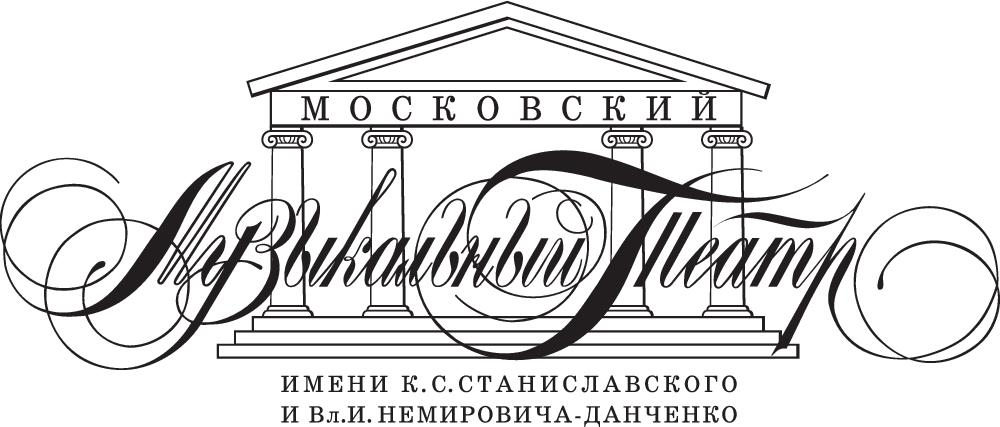 МОСКОВСКИЙ
Музыкальный Театр
ИМЕНИ К.С.СТАНИСЛАВСКОГО
И Вл.И.НЕМИРОВИЧА-ДАНЧЕНКО